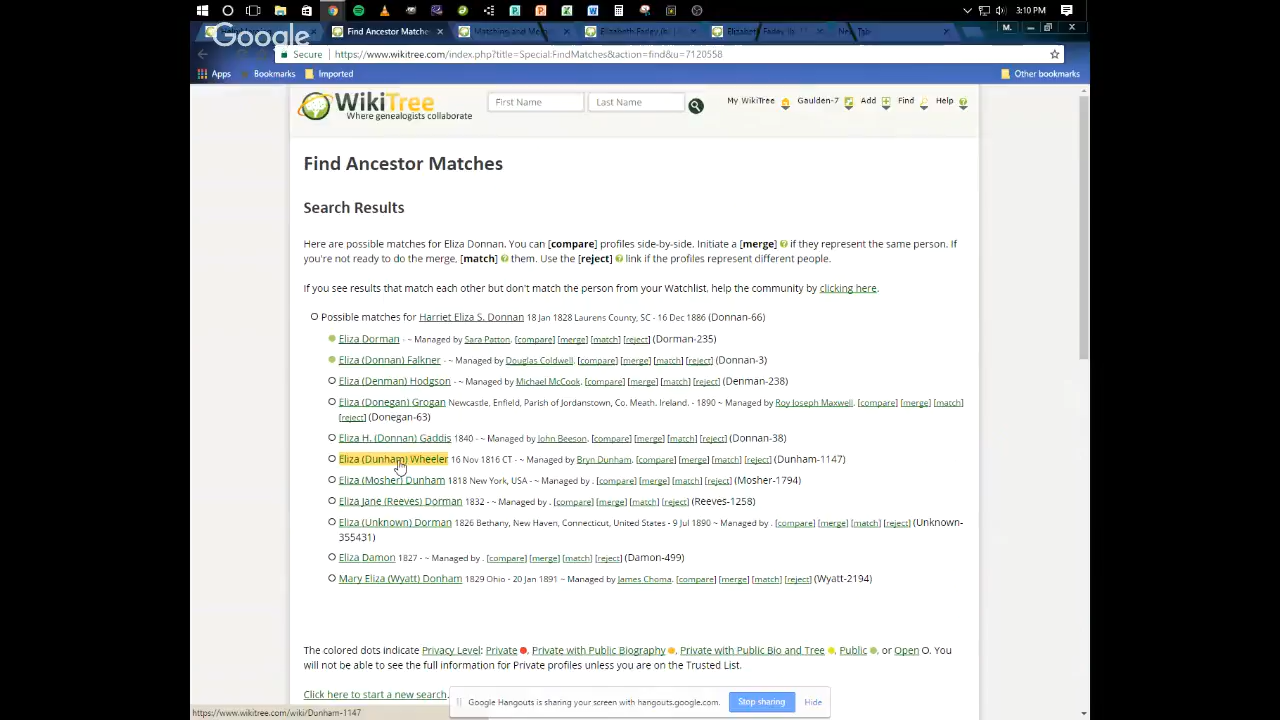 3:10 PM
Google
Find Ancestor Matche
Matching and Me
New Tab
M.
Secure
https://www.wikitree.com/index.php?title=Special:FindMatches&action=find&u=7120558
Apps Bookmarks Imported Other bookmarks
WikiTree
Where genealogists collaborate
First Name Last Name
My WikiTree Gaulden-7 Add Find Help
Find Ancestor Matches
Search Results
Here are possible matches for Eliza Donnan. You can [compare] profiles side-by-side. Initiate a [merge] ? if they represent the same person. If
you're not ready to do the merge, [match] ? them. Use the [reject] ? link if the profiles represent different people.
If you see results that match each other but don't match the person from your Watchlist, help the community by clicking here.
Possible matches for Harriet Eliza S. Donnan 18 Jan 1828 Laurens County, SC - 16 Dec 1886 (Donnan-66)
Eliza Dorman - ~ Managed by Sara Patton. [compare] [merge] [match] [reject] (Dorman-235)
Eliza (Donnan) Falkner - ~ Managed by Douglas Coldwell. [compare] [merge] [match] [reject] (Donnan-3)
Eliza (Denman) Hodgson - ~ Managed by Michael McCook. [compare] [merge] [match] [reject] (Denman-238)
Eliza (Donegan) Grogan Newcastle, Enfield, Parish of Jordanstown, Co. Meath. Ireland. - 1890 ~ Managed by Roy Joseph Maxwell. [compare] [merge] [match]
[reject] (Donegan-63)
Eliza H. (Donnan) Gaddis 1840 - ~ Managed by John Beeson. [compare] [merge] [match] [reject] (Donnan-38)
Eliza (Dunham) Wheeler 16 Nov 1816 CT - ~ Managed by Bryn Dunham. [compare] [merge] [match] [reject] (Dunham-1147)
Eliza (Mosher) Dunham 1818 New York, USA - ~ Managed by . [compare] [merge] [match] [reject] (Mosher-1794)
Eliza Jane (Reeves) Dorman 1832 - ~ Managed by . [compare] [merge] [match] [reject] (Reeves-1258)
Eliza (Unknown) Dorman 1826 Bethany, New Haven, Connecticut, United States - 9 Jul 1890 ~ Managed by . [compare] [merge] [match] [reject] (Unknown-
355431)
Eliza Damon 1827 - ~ Managed by . [compare] [merge] [match] [reject] (Damon-499)
Mary Eliza (Wyatt) Donham 1829 Ohio - 20 Jan 1891 ~ Managed by James Choma. [compare] [merge] [match] [reject] (Wyatt-2194)
The colored dots indicate Privacy Level: Private , Private with Public Biography , Private with Public Bio and Tree , Public , or Open . You
will not be able to see the full information for Private profiles unless you are on the Trusted List.
Click here to start a new search.
Google Hangouts is sharing your screen with hangouts.google.com. Stop sharing Hide
https://www.wikitree.com/wiki/Dunham-1147